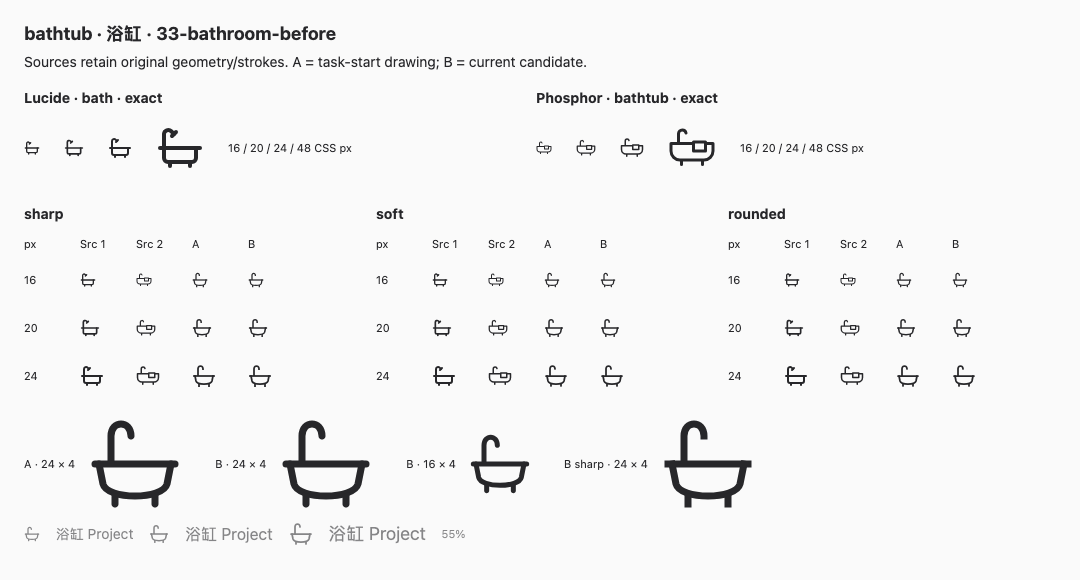 bathtub · 浴缸 · 33-bathroom-before
Sources retain original geometry/strokes. A = task-start drawing; B = current candidate.
Lucide · bath · exact
Phosphor · bathtub · exact
16 / 20 / 24 / 48 CSS px
16 / 20 / 24 / 48 CSS px
sharp
soft
rounded
px Src 1 Src 2 A B
px Src 1 Src 2 A B
px Src 1 Src 2 A B
16
16
16
20
20
20
24
24
24
A · 24 × 4
B · 24 × 4
B · 16 × 4
B sharp · 24 × 4
浴缸 Project
浴缸 Project
浴缸 Project
55%